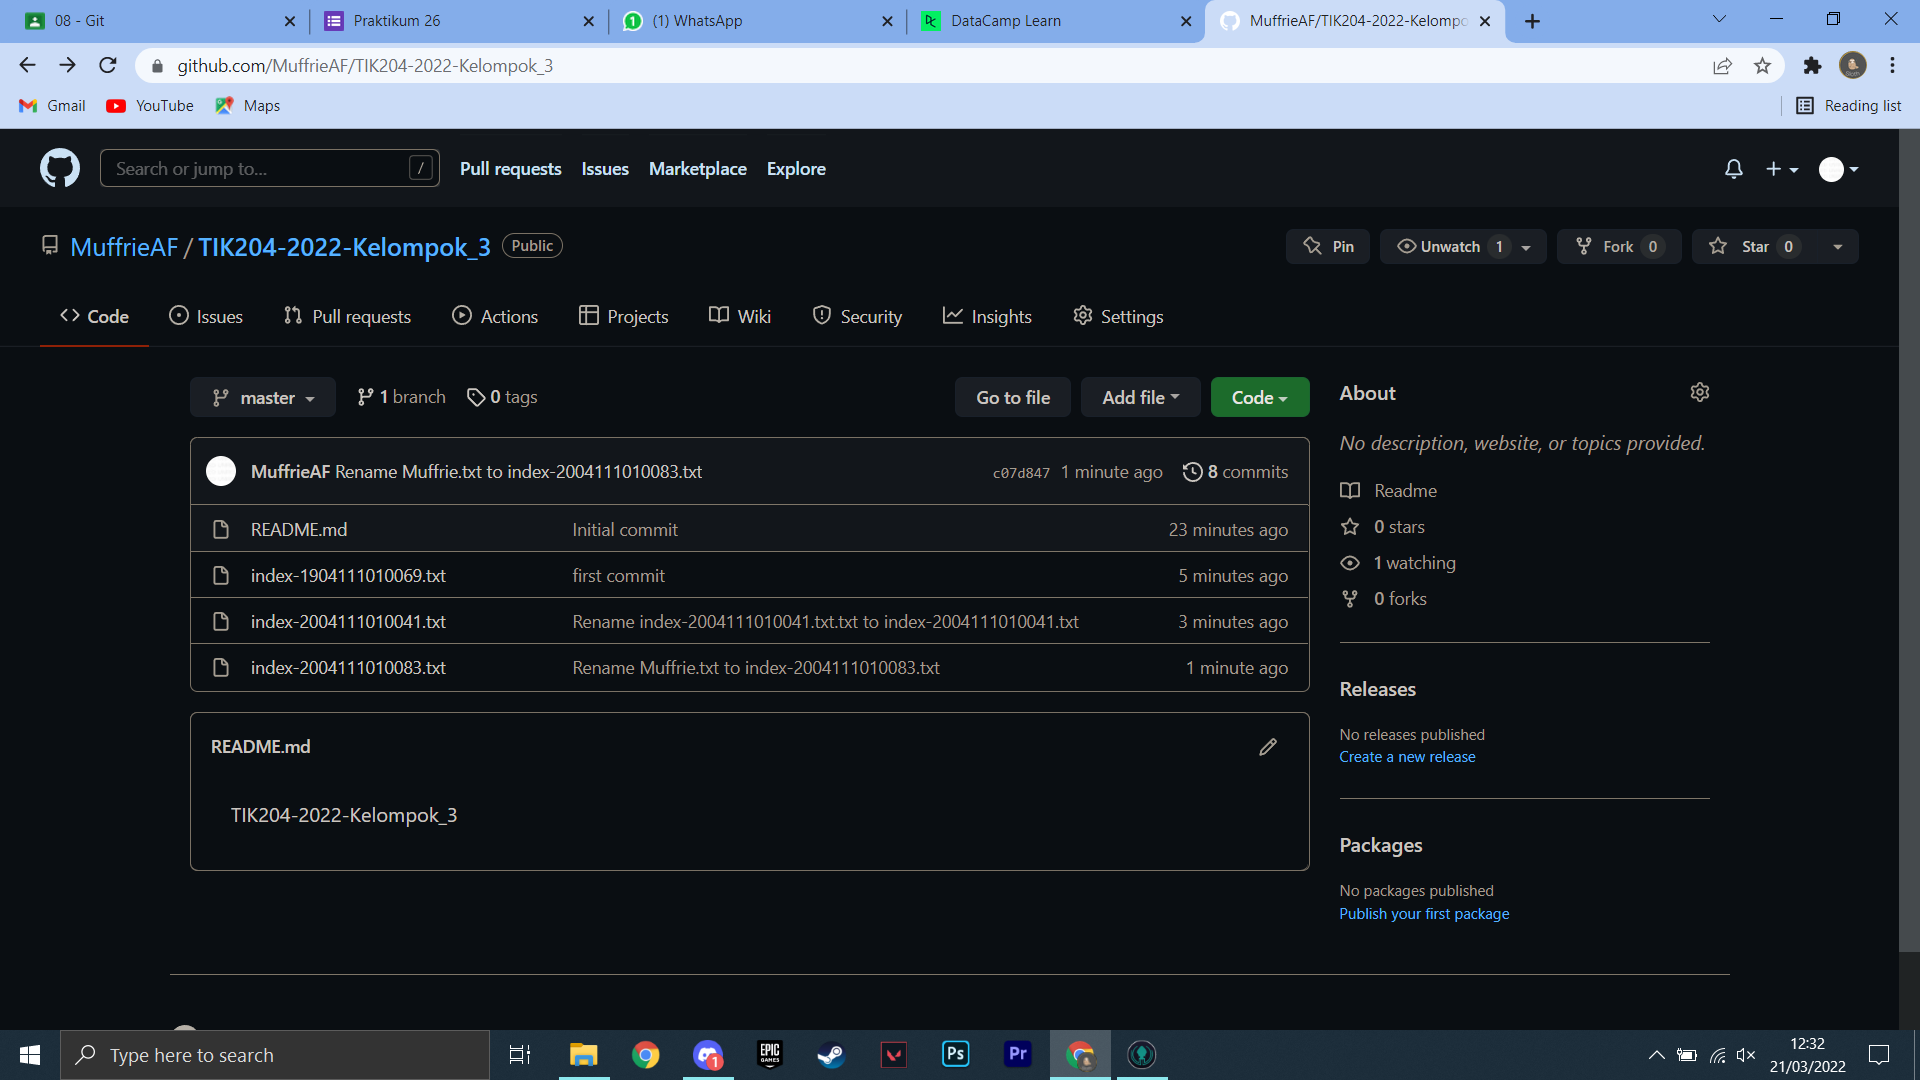 08 - Git
Praktikum 26
(1) WhatsApp
DataCamp Learn
MuffrieAF/TIK204-2022-Kelompo
github.com/MuffrieAF/TIK204-2022-Kelompok_3
Gmail
YouTube
Maps
Reading list
Search or jump to...
/
Pull requests
Issues
Marketplace
Explore
MuffrieAF / TIK204-2022-Kelompok_3
Public
Pin
Unwatch 1
Fork 0
Star 0
Code
Issues
Pull requests
Actions
Projects
Wiki
Security
Insights
Settings
master
1 branch
0 tags
Go to file
Add file
Code
MuffrieAF Rename Muffrie.txt to index-2004111010083.txt
c07d847 1 minute ago
8 commits
README.md
Initial commit
23 minutes ago
index-1904111010069.txt
first commit
5 minutes ago
index-2004111010041.txt
Rename index-2004111010041.txt.txt to index-2004111010041.txt
3 minutes ago
index-2004111010083.txt
Rename Muffrie.txt to index-2004111010083.txt
1 minute ago
README.md
TIK204-2022-Kelompok_3
About
No description, website, or topics provided.
Readme
0 stars
1 watching
0 forks
Releases
No releases published
Create a new release
Packages
No packages published
Publish your first package
Type here to search
1
EPIC
GAMES
Ps
Pr
12:32
21/03/2022